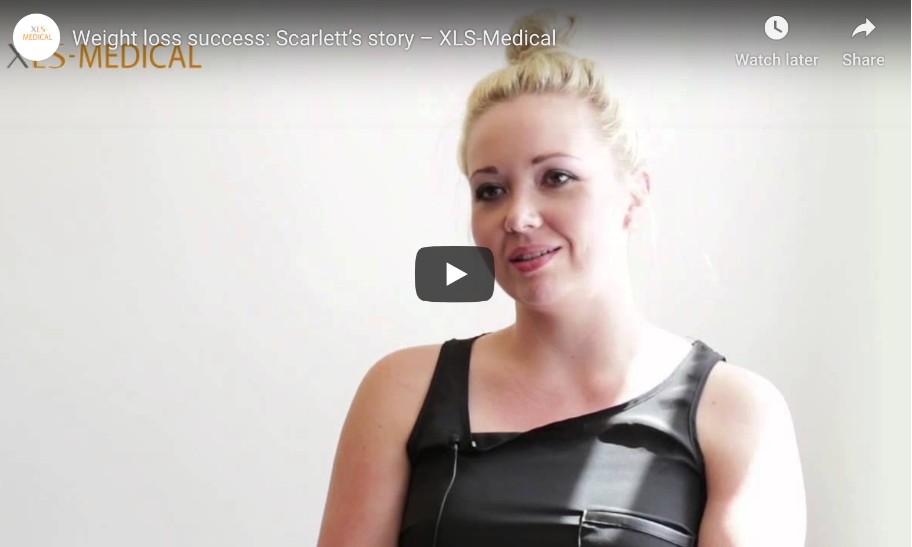 XLS
MEDICAL
Weight loss success: Scarlett’s story – XLS-Medical
XLS-MEDICAL
Watch later
Share